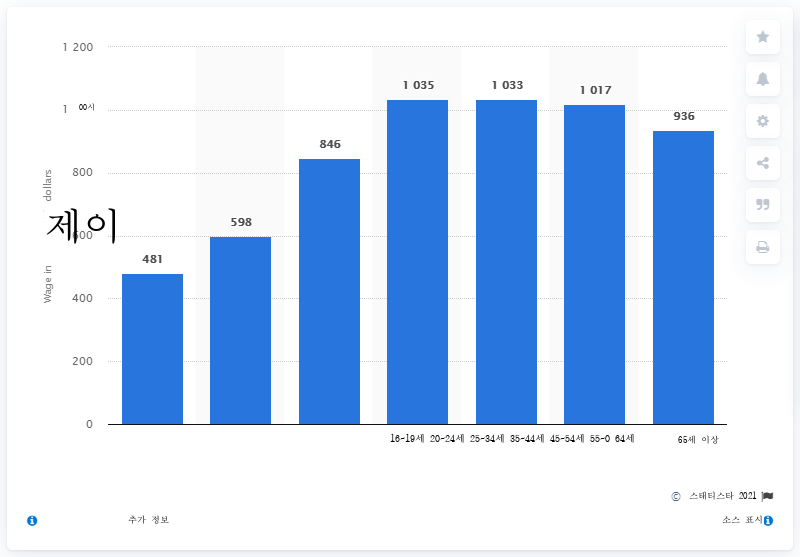 1 200
1 035
1 033
1 017
936
1 00시
846
800
dollars
제이
600
598
481
Wage in
400
200
0
16-19세 20-24세 25-34세 35-44세 45-54세 55-0 64세 65세 이상
© 스태티스타 2021
추가 정보
소스 표시